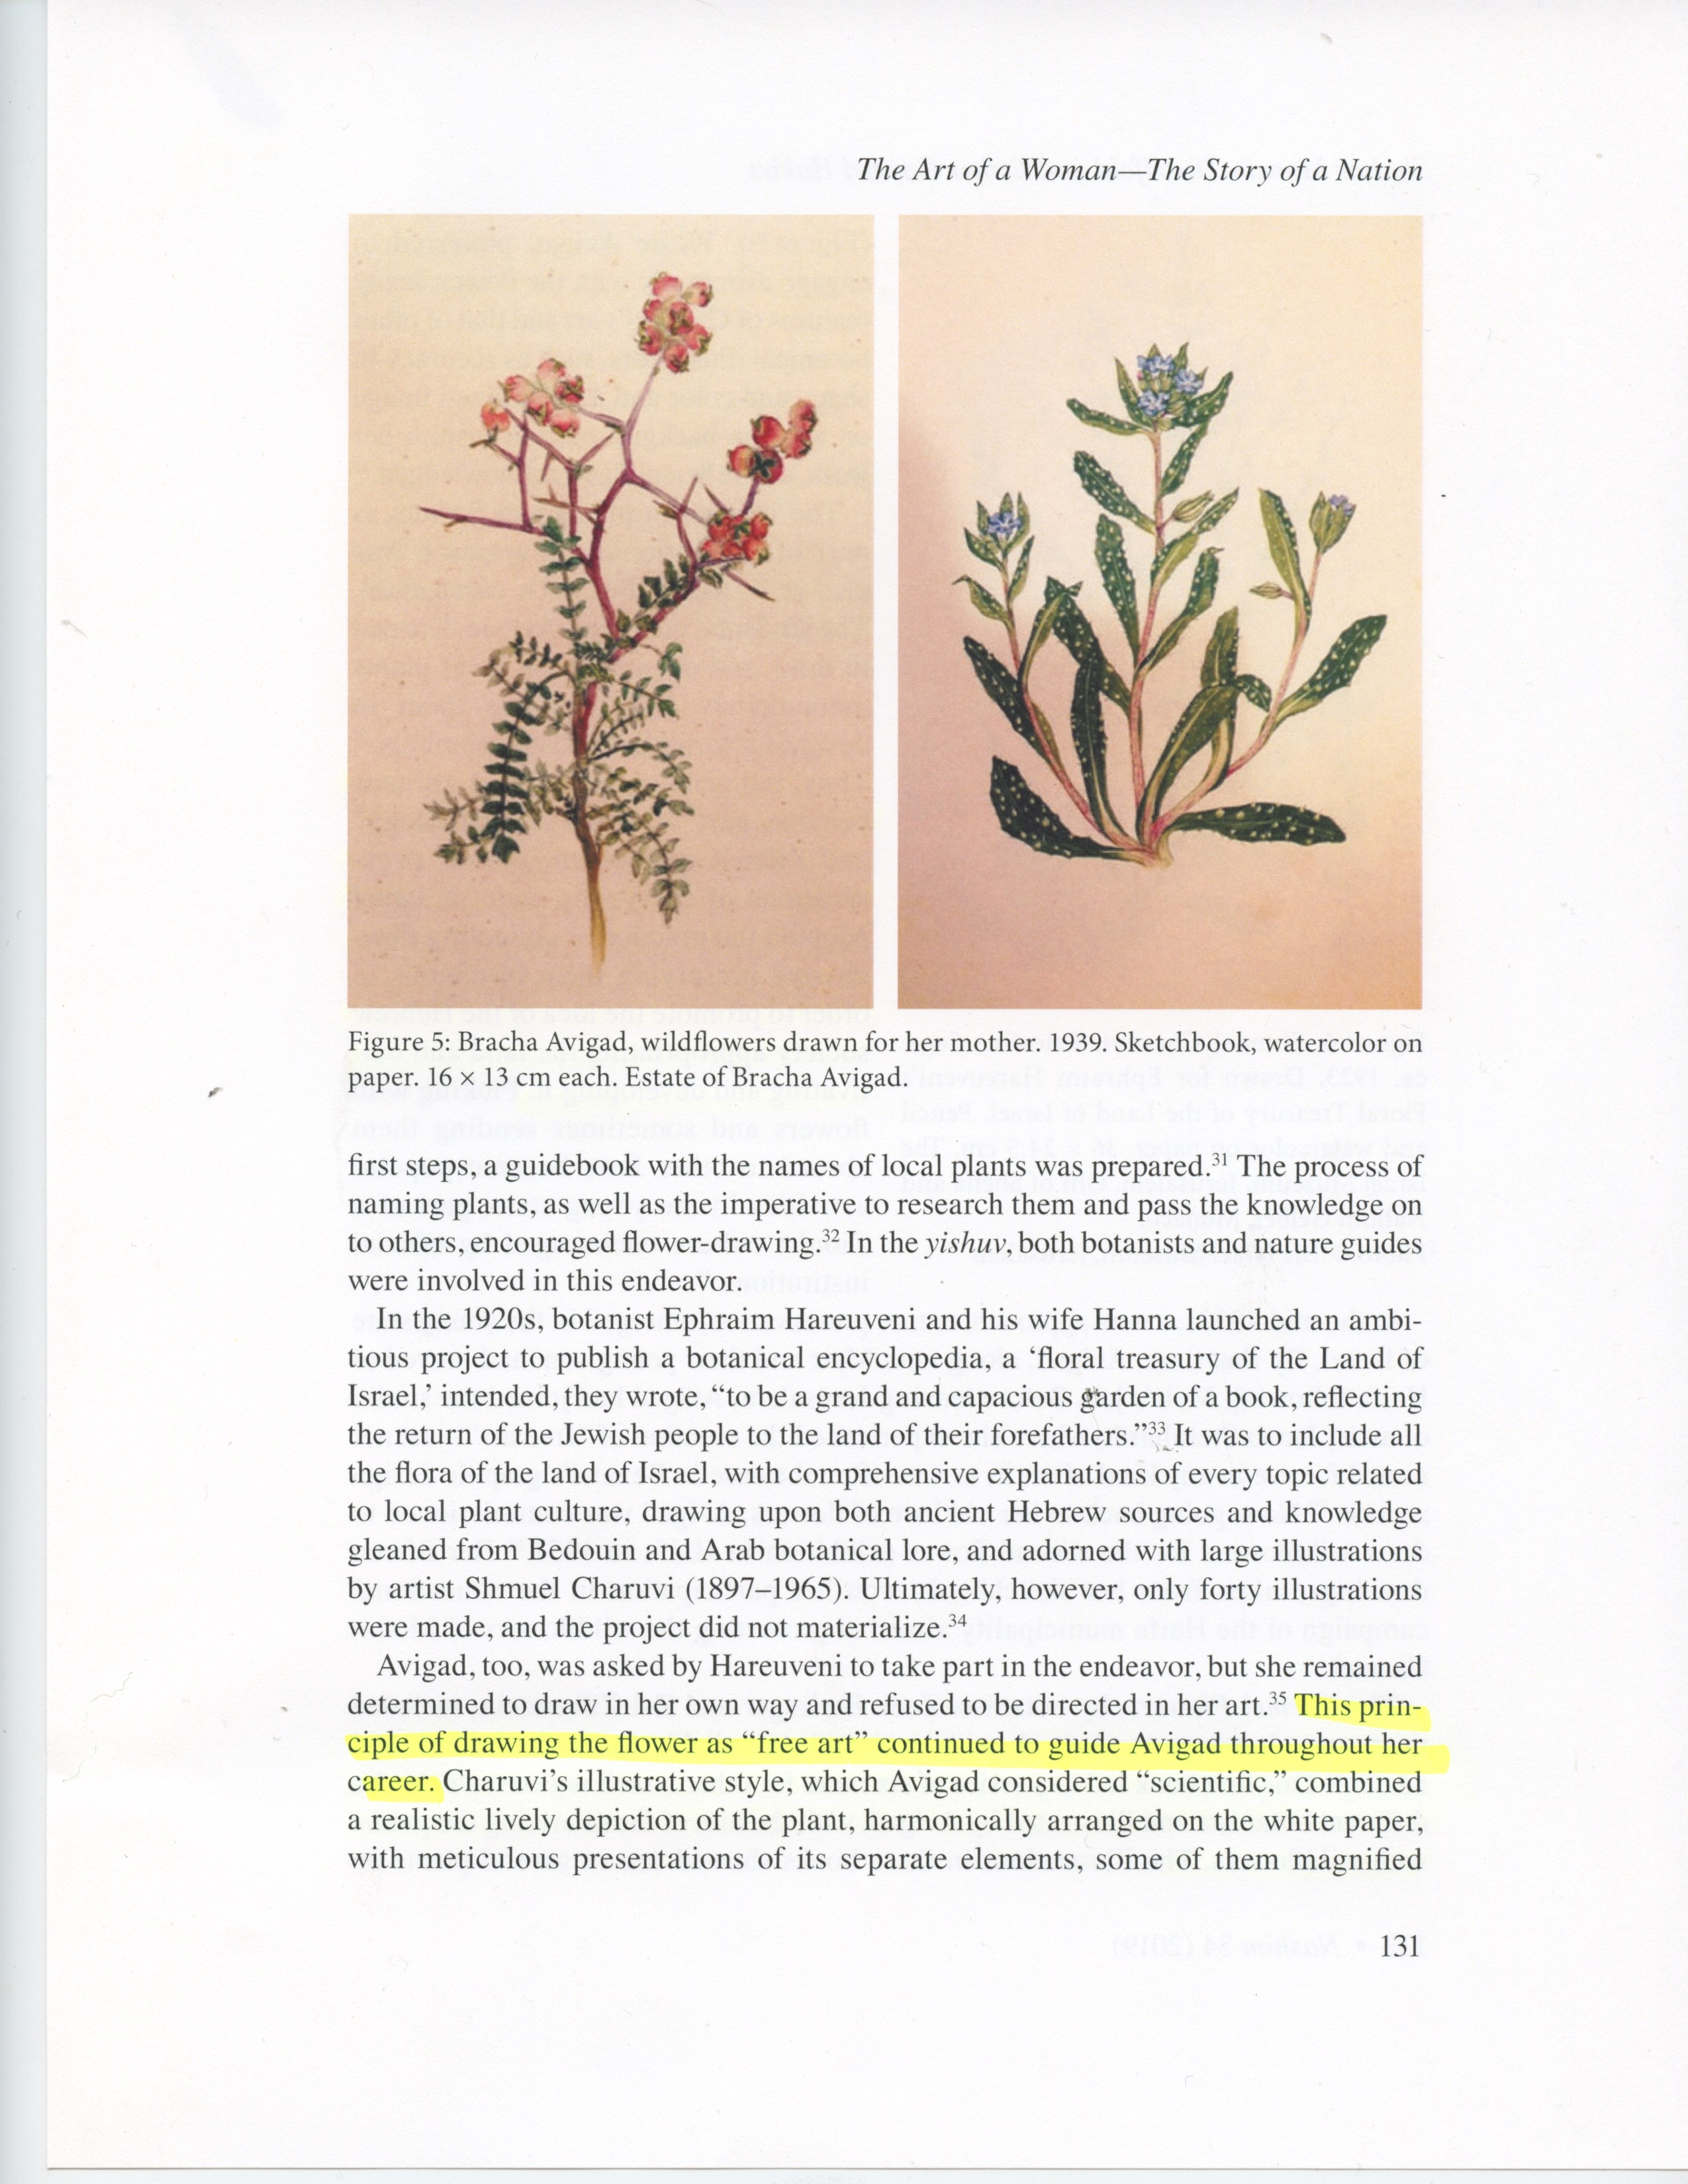 The Art of a Woman—The Story of a Nation
Figure 5: Bracha Avigad, wildflowers drawn for her mother. 1939. Sketchbook, watercolor on
paper. 16 × 13 cm each. Estate of Bracha Avigad.
first steps, a guidebook with the names of local plants was prepared.³¹ The process of
naming plants, as well as the imperative to research them and pass the knowledge on
to others, encouraged flower-drawing.³² In the yishuv, both botanists and nature guides
were involved in this endeavor.
In the 1920s, botanist Ephraim Hareuveni and his wife Hanna launched an ambi-
tious project to publish a botanical encyclopedia, a ‘floral treasury of the Land of
Israel,’ intended, they wrote, “to be a grand and capacious garden of a book, reflecting
the return of the Jewish people to the land of their forefathers.”³³ It was to include all
the flora of the land of Israel, with comprehensive explanations of every topic related
to local plant culture, drawing upon both ancient Hebrew sources and knowledge
gleaned from Bedouin and Arab botanical lore, and adorned with large illustrations
by artist Shmuel Charuvi (1897–1965). Ultimately, however, only forty illustrations
were made, and the project did not materialize.³⁴
Avigad, too, was asked by Hareuveni to take part in the endeavor, but she remained
determined to draw in her own way and refused to be directed in her art.³⁵ This prin-
ciple of drawing the flower as “free art” continued to guide Avigad throughout her
career. Charuvi’s illustrative style, which Avigad considered “scientific,” combined
a realistic lively depiction of the plant, harmonically arranged on the white paper,
with meticulous presentations of its separate elements, some of them magnified
131